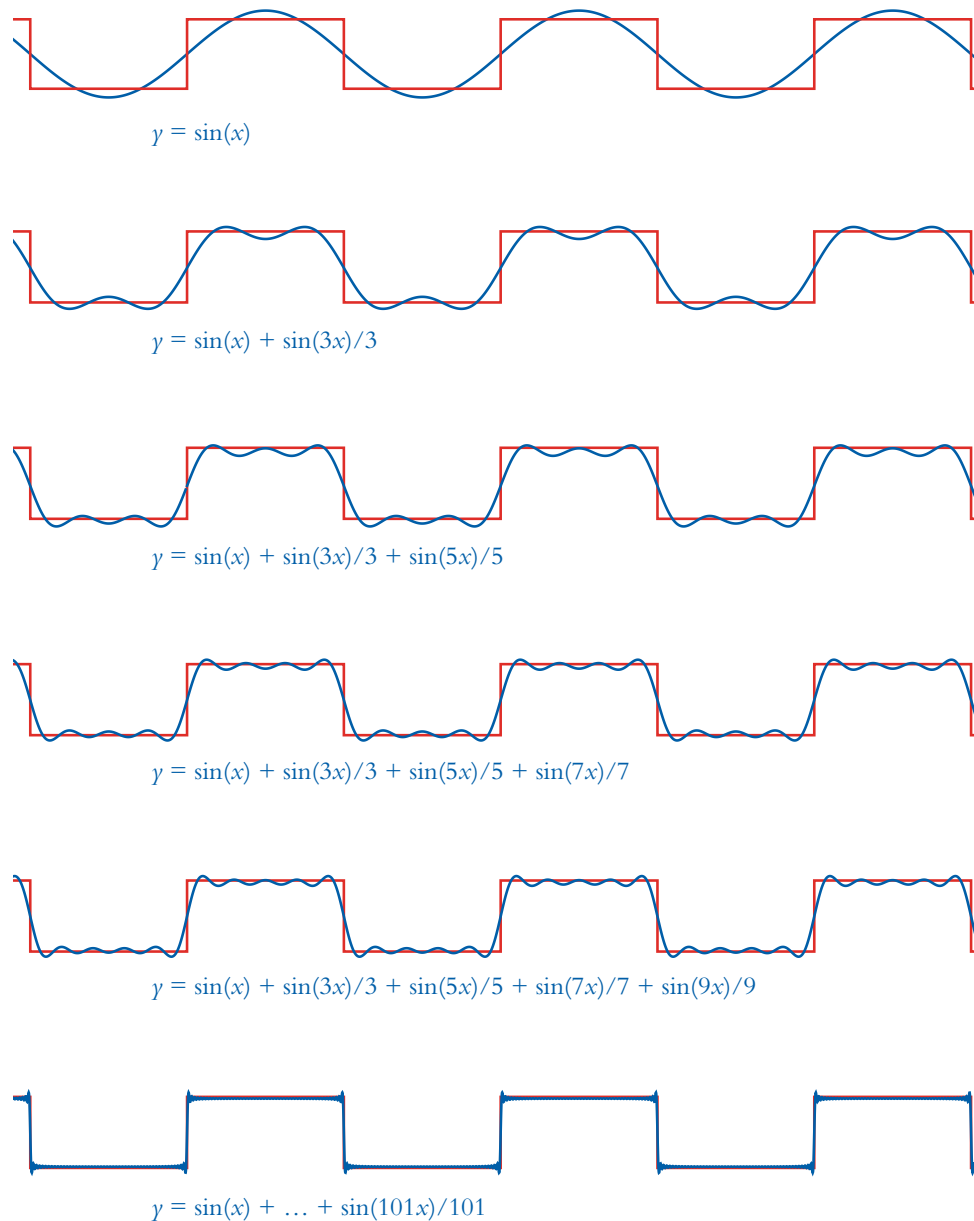 y = sin(x)
y = sin(x) + sin(3x)/3
y = sin(x) + sin(3x)/3 + sin(5x)/5
y = sin(x) + sin(3x)/3 + sin(5x)/5 + sin(7x)/7
y = sin(x) + sin(3x)/3 + sin(5x)/5 + sin(7x)/7 + sin(9x)/9
y = sin(x) + … + sin(101x)/101